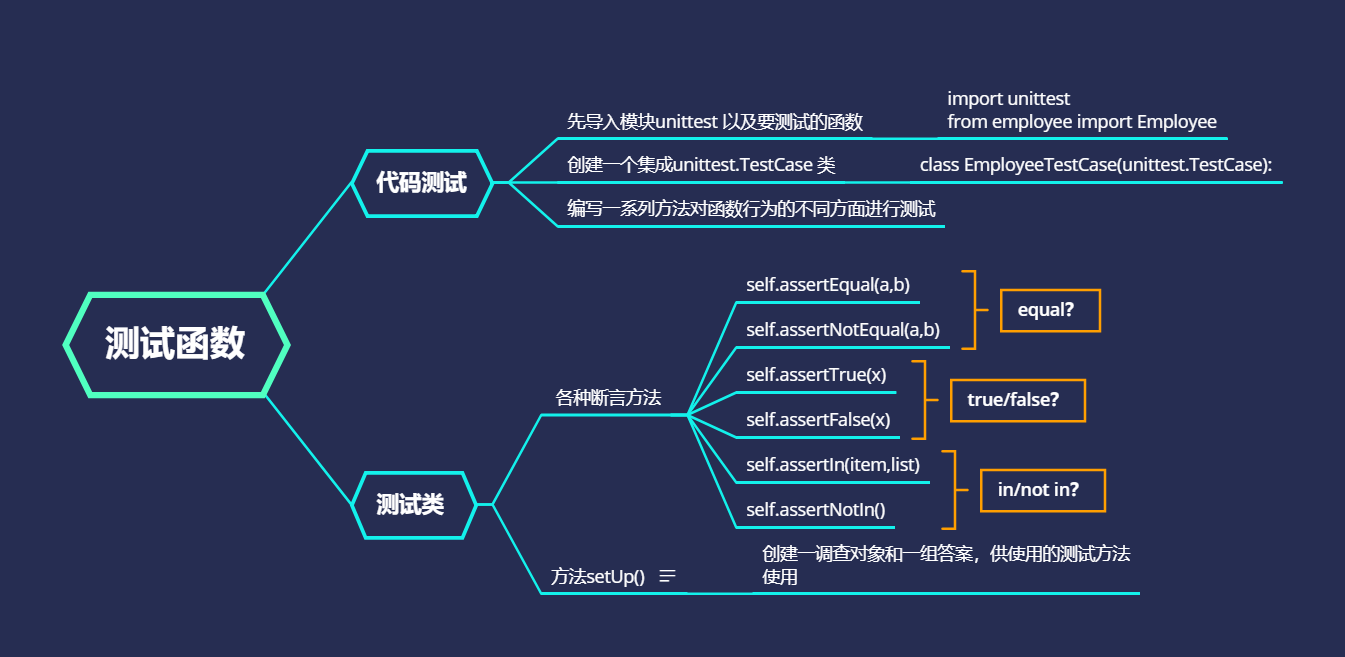 测试函数
代码测试
先导入模块unittest 以及要测试的函数
import unittest
from employee import Employee
创建一个集成unittest.TestCase 类
class EmployeeTestCase(unittest.TestCase):
编写一系列方法对函数行为的不同方面进行测试
测试类
各种断言方法
self.assertEqual(a,b)
self.assertNotEqual(a,b)
equal?
self.assertTrue(x)
self.assertFalse(x)
true/false?
self.assertIn(item,list)
self.assertNotIn()
in/not in?
方法setUp()
创建一调查对象和一组答案，供使用的测试方法
使用